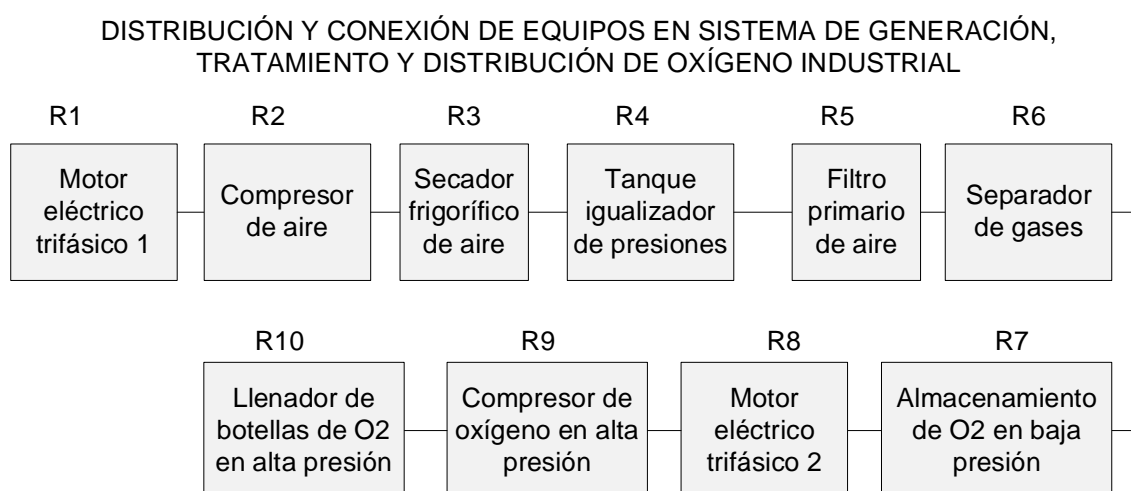 DISTRIBUCIÓN Y CONEXIÓN DE EQUIPOS EN SISTEMA DE GENERACIÓN,
TRATAMIENTO Y DISTRIBUCIÓN DE OXÍGENO INDUSTRIAL
R1
Motor
eléctrico
trifásico 1
R2
Compresor
de aire
R3
Secador
frigorífico
de aire
R4
Tanque
igualizador
de presiones
R5
Filtro
primario
de aire
R6
Separador
de gases
R10
Llenador de
botellas de O2
en alta presión
R9
Compresor de
oxígeno en alta
presión
R8
Motor
eléctrico
trifásico 2
R7
Almacenamiento
de O2 en baja
presión